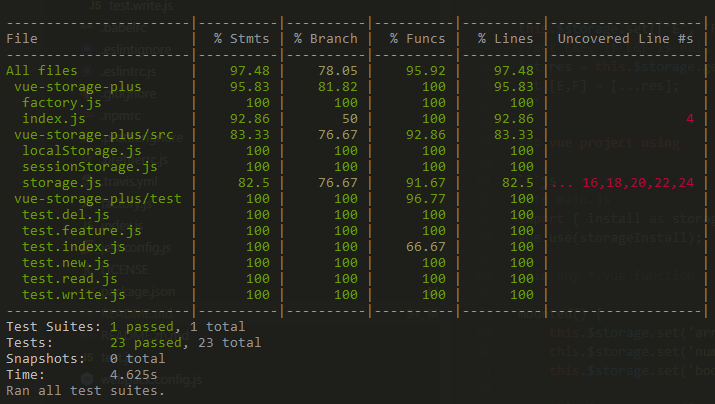 File | % Stmts | % Branch | % Funcs | % Lines | Uncovered Line #s |
All files | 97.48 | 78.05 | 95.92 | 97.48 | |
vue-storage-plus | 95.83 | 81.82 | 100 | 95.83 | |
factory.js | 100 | 100 | 100 | 100 | |
index.js | 92.86 | 50 | 100 | 92.86 | 4 |
vue-storage-plus/src | 83.33 | 76.67 | 92.86 | 83.33 | |
localStorage.js | 100 | 100 | 100 | 100 | |
sessionStorage.js | 100 | 100 | 100 | 100 | |
storage.js | 82.5 | 76.67 | 91.67 | 82.5 | ... 16,18,20,22,24 |
vue-storage-plus/test | 100 | 100 | 96.77 | 100 | |
test.del.js | 100 | 100 | 100 | 100 | |
test.feature.js | 100 | 100 | 100 | 100 | |
test.index.js | 100 | 100 | 66.67 | 100 | |
test.new.js | 100 | 100 | 100 | 100 | |
test.read.js | 100 | 100 | 100 | 100 | |
test.write.js | 100 | 100 | 100 | 100 | |
Test Suites: 1 passed, 1 total
Tests: 23 passed, 23 total
Snapshots: 0 total
Time: 4.625s
Ran all test suites.